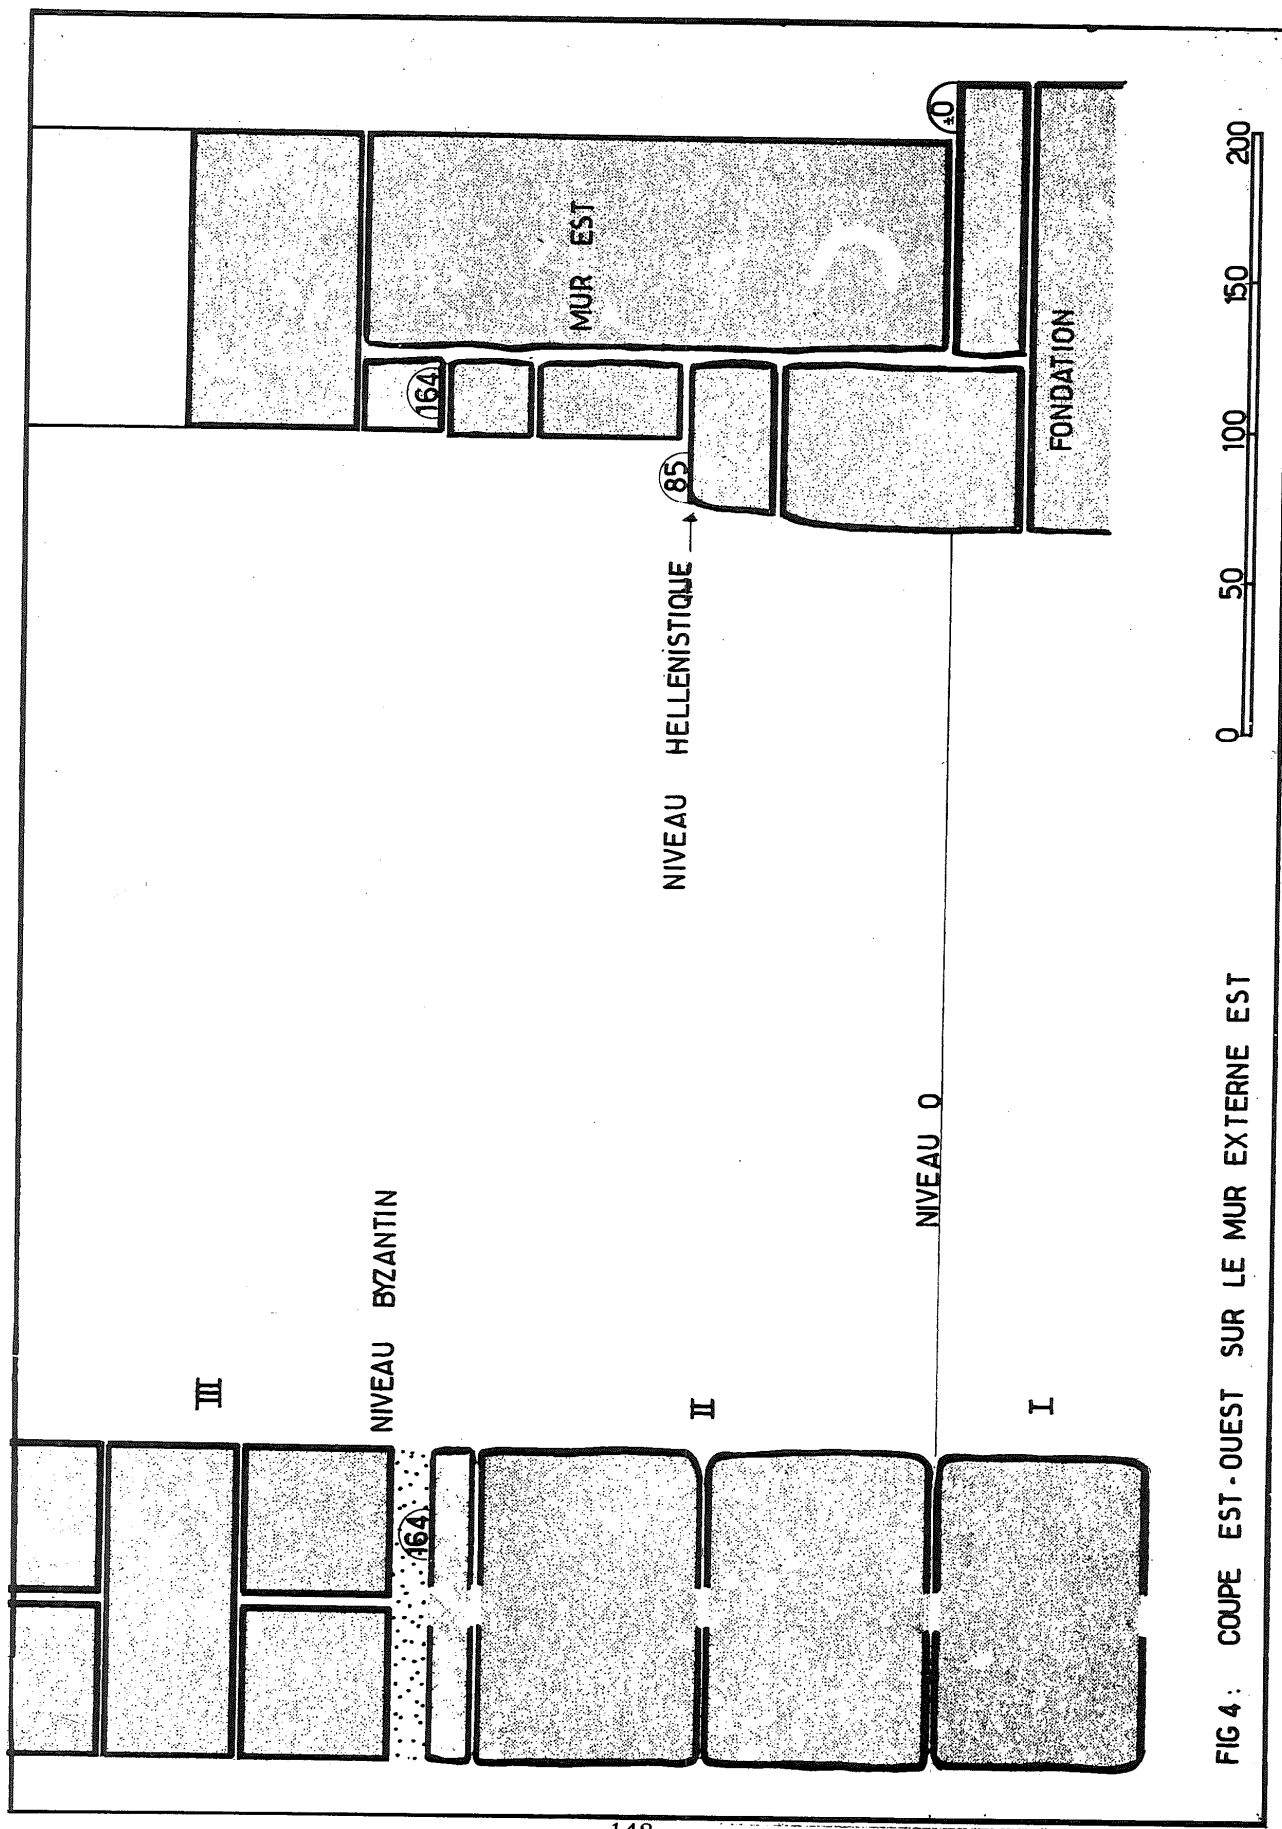 III
NIVEAU BYZANTIN
164
II
NIVEAU 0
I
NIVEAU HELLENISTIQUE
85
164
MUR EST
±0
FONDATION
0 50 100 150 200
FIG 4 : COUPE EST-OUEST SUR LE MUR EXTERNE EST